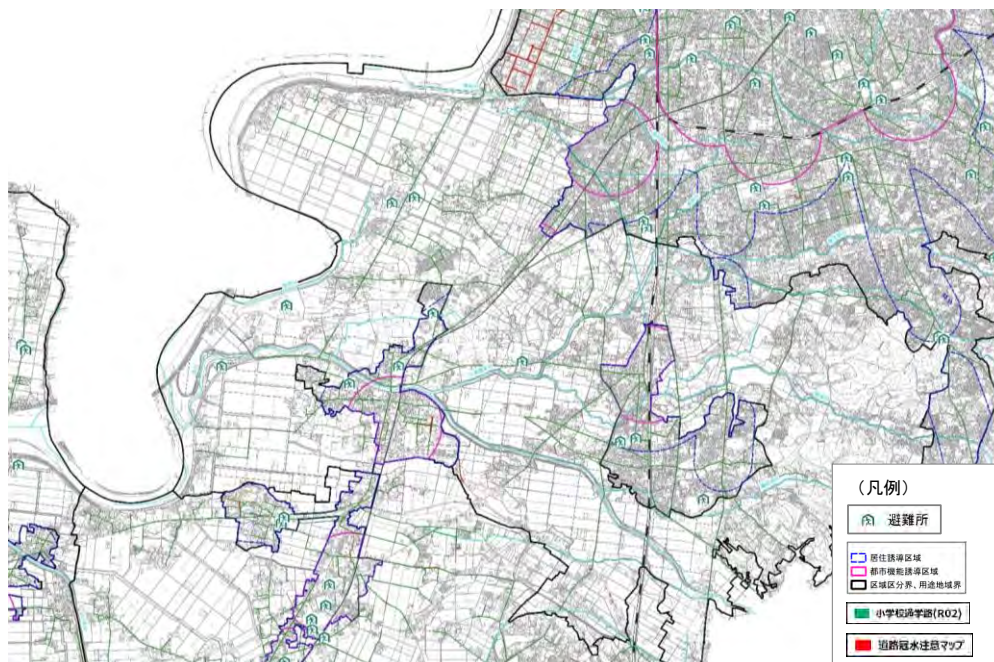 （凡例）
避難所
居住誘導区域
都市機能誘導区域
区域区分界、用途地域界
小学校通学路(R02)
道路冠水注意マップ